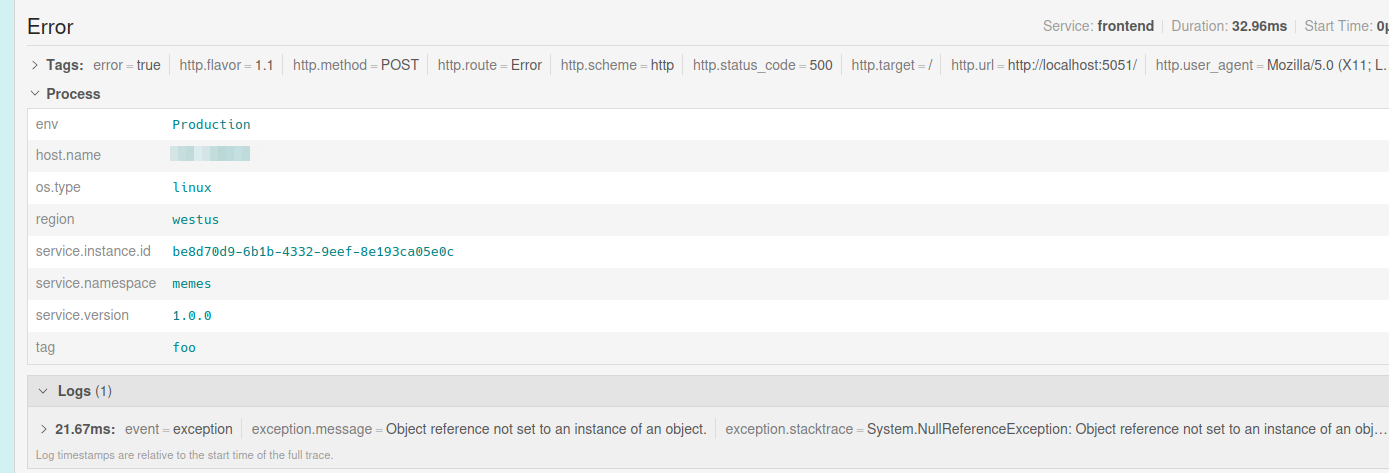 Error Service: frontend Duration: 32.96ms Start Time: 0μ
Tags: error = true http.flavor = 1.1 http.method = POST http.route = Error http.scheme = http http.status_code = 500 http.target = / http.url = http://localhost:5051/ http.user_agent = Mozilla/5.0 (X11; L...
Process
env Production
host.name
os.type linux
region westus
service.instance.id be8d70d9-6b1b-4332-9eef-8e193ca05e0c
service.namespace memes
service.version 1.0.0
tag foo
Logs (1)
21.67ms: event = exception exception.message = Object reference not set to an instance of an object. exception.stacktrace = System.NullReferenceException: Object reference not set to an instance of an obj…
Log timestamps are relative to the start time of the full trace.